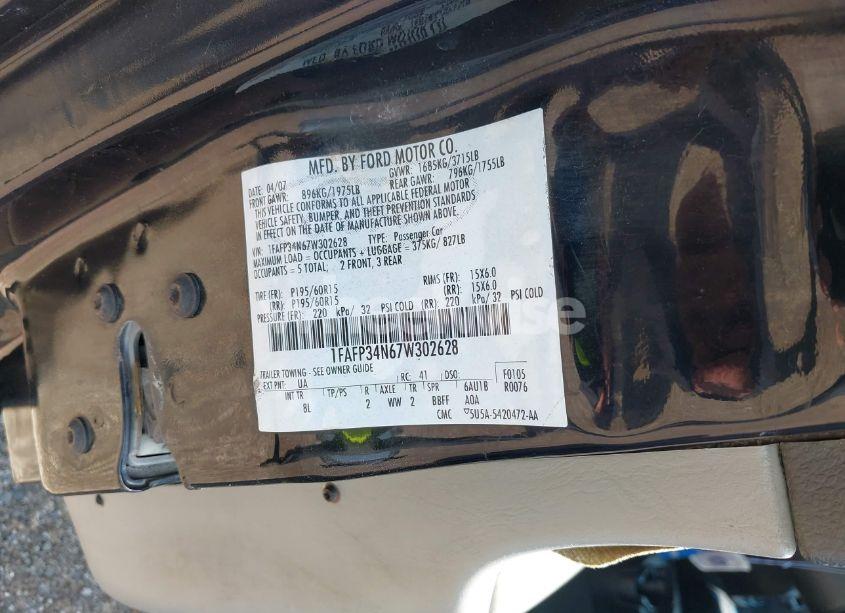 MFD. BY FORD MOTOR CO.
DATE: 04/07 GVWR: 1685KG/3715LB
FRONT GAWR: 896KG/1975LB REAR GAWR: 796KG/1755LB
THIS VEHICLE CONFORMS TO ALL APPLICABLE FEDERAL MOTOR
VEHICLE SAFETY, BUMPER, AND THEFT PREVENTION STANDARDS
IN EFFECT ON THE DATE OF MANUFACTURE SHOWN ABOVE.
VIN: 1FAFP34N67W302628 TYPE: Passenger Car
MAXIMUM LOAD = OCCUPANTS + LUGGAGE = 375KG/ 827LB
OCCUPANTS = 5 TOTAL; 2 FRONT, 3 REAR
TIRE (FR): P195/60R15 RIMS (FR): 15X6.0
(RR): P195/60R15 (RR): 15X6.0
PRESSURE (FR): 220 kPa/ 32 PSI COLD (RR): 220 kPa/ 32 PSI COLD
1FAFP34N67W302628
TRAILER TOWING - SEE OWNER GUIDE
EXT PNT: UA RC: 41 DSO: F0105
INT TR TP/PS R AXLE TR SPR 6AU1B R0076
BL 2 WW 2 BBFF AOA
CMC 5U5A-5420472-AA